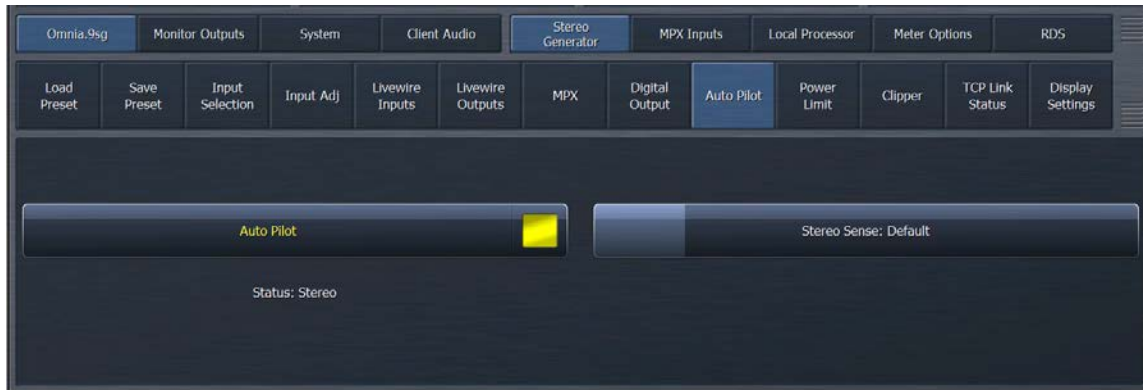 Omnia.9sg Monitor Outputs System Client Audio Stereo Generator MPX Inputs Local Processor Meter Options RDS
Load Preset Save Preset Input Selection Input Adj Livewire Inputs Livewire Outputs MPX Digital Output Auto Pilot Power Limit Clipper TCP Link Status Display Settings
Auto Pilot Stereo Sense: Default
Status: Stereo